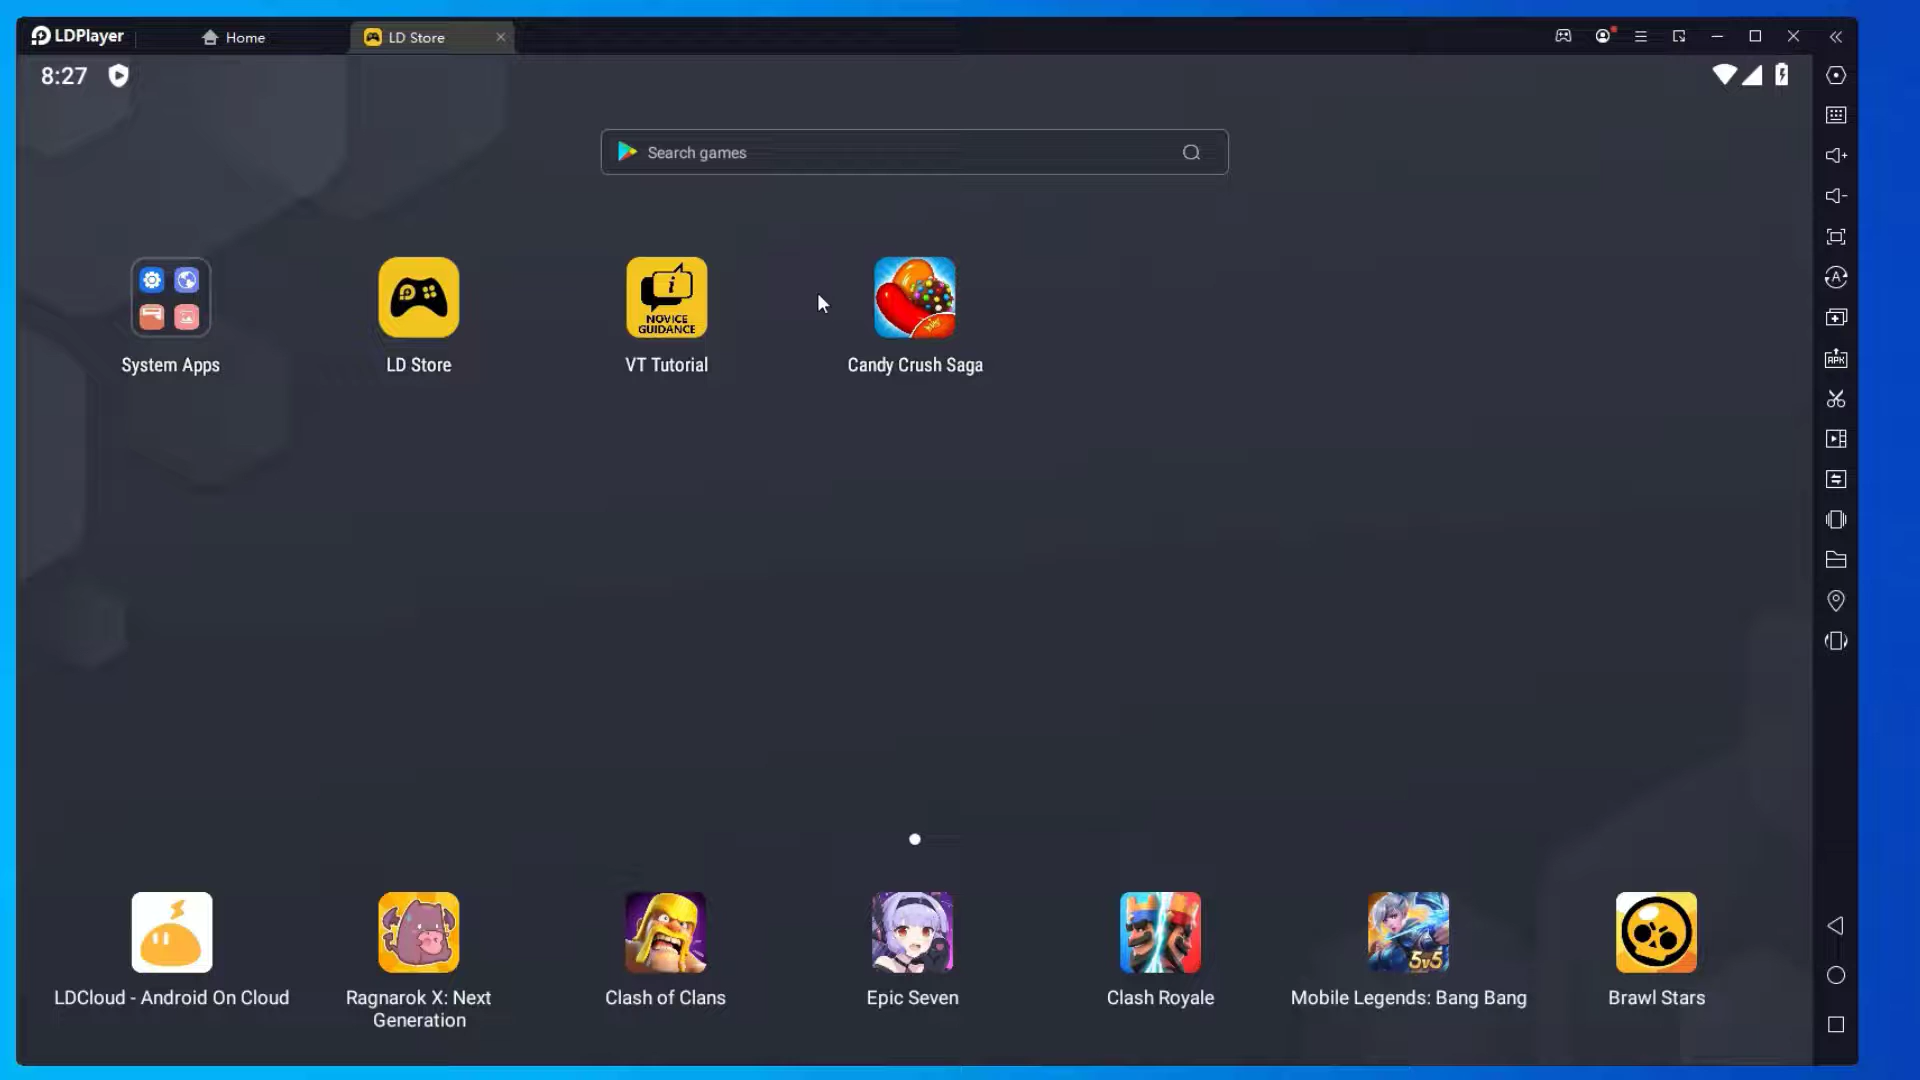 LDPlayer
Home
LD Store
8:27
Search games
NOVICE
GUIDANCE
System Apps
LD Store
VT Tutorial
Candy Crush Saga
A
APK
5v5
LDCloud - Android On Cloud
Ragnarok X: Next
Generation
Clash of Clans
Epic Seven
Clash Royale
Mobile Legends: Bang Bang
Brawl Stars